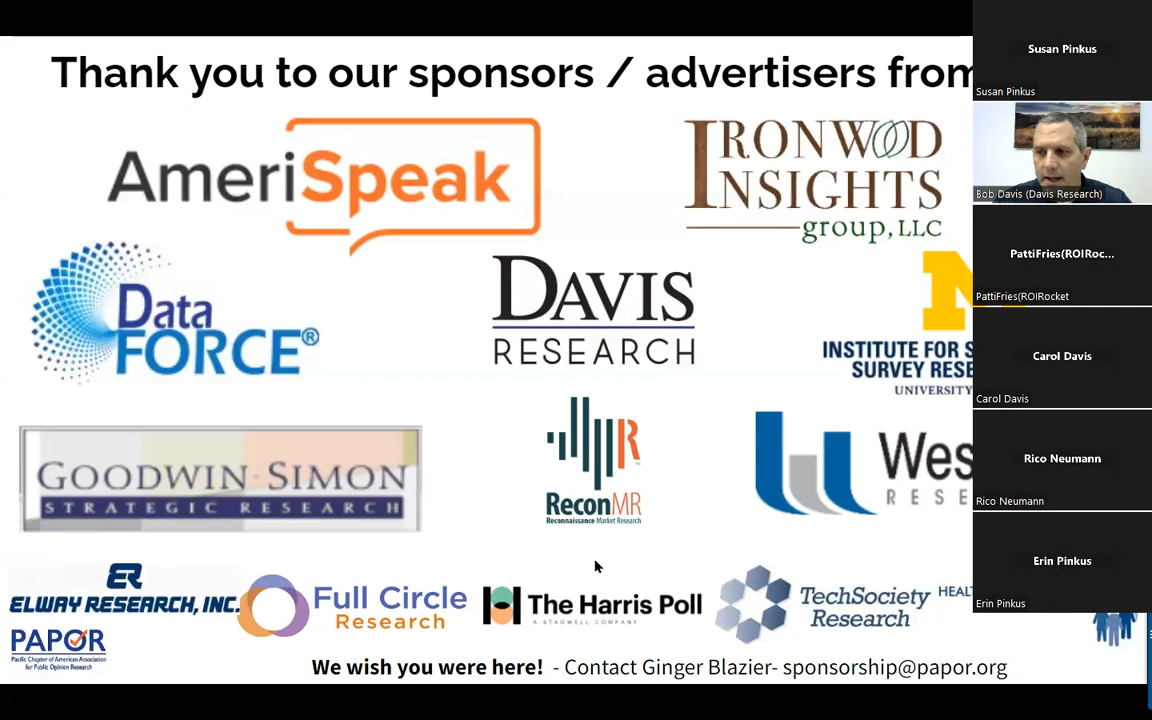 Thank you to our sponsors / advertisers from
AmeriSpeak
IRONWOOD
INSIGHTS
group, LLC
Data
FORCE®
DAVIS
RESEARCH
INSTITUTE FOR S
SURVEY RESE
UNIVERSITY
GOODWIN·SIMON
STRATEGIC RESEARCH
ReconMR
Reconnaissance Market Research
Wes
RESE
ER
ELWAY RESEARCH, INC.
Full Circle
Research
The Harris Poll
A STAGWELL COMPANY
TechSociety
Research
HEALT
PAPOR
Pacific Chapter of American Association
for Public Opinion Research
We wish you were here! - Contact Ginger Blazier- sponsorship@papor.org
Susan Pinkus
Susan Pinkus
Bob Davis (Davis Research)
PattiFries(ROIRoc...
PattiFries(ROIRocket
Carol Davis
Carol Davis
Rico Neumann
Rico Neumann
Erin Pinkus
Erin Pinkus